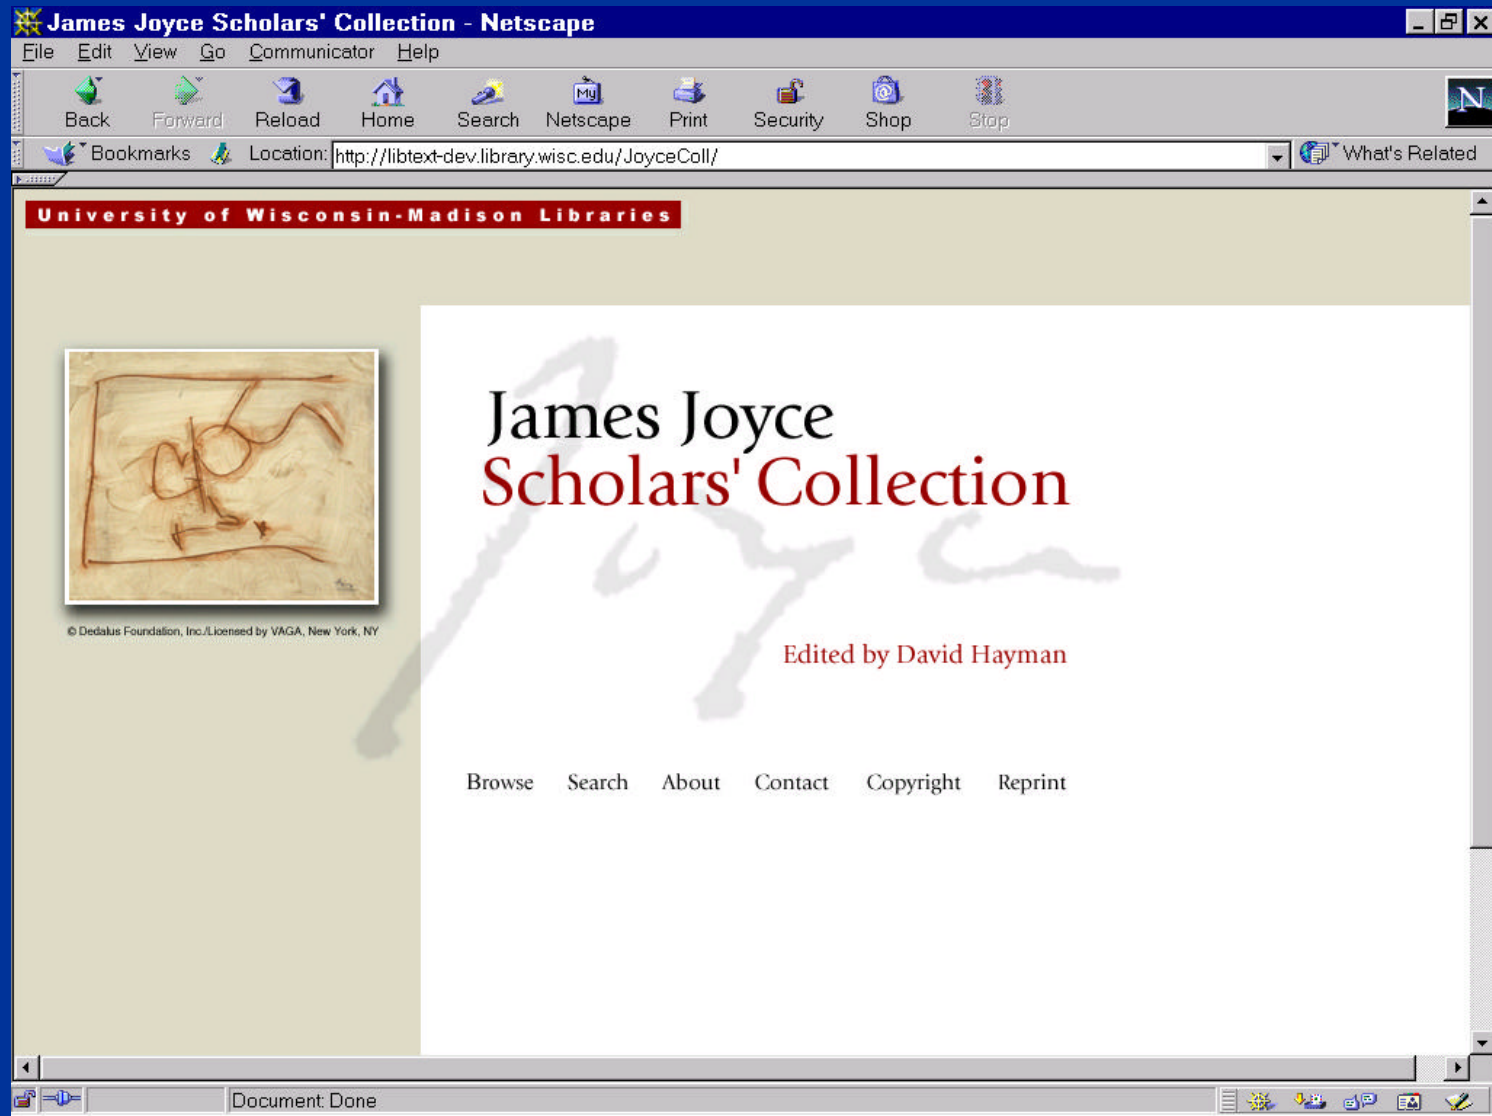 James Joyce Scholars' Collection - Netscape
File Edit View Go Communicator Help
My
N
Back Forward Reload Home Search Netscape Print Security Shop Stop
Bookmarks Location: http://libtext-dev.library.wisc.edu/JoyceColl/ What's Related
University of Wisconsin-Madison Libraries
James Joyce
Scholars' Collection
Joyce
© Dedalus Foundation, Inc./Licensed by VAGA, New York, NY
Edited by David Hayman
Browse Search About Contact Copyright Reprint
Document: Done